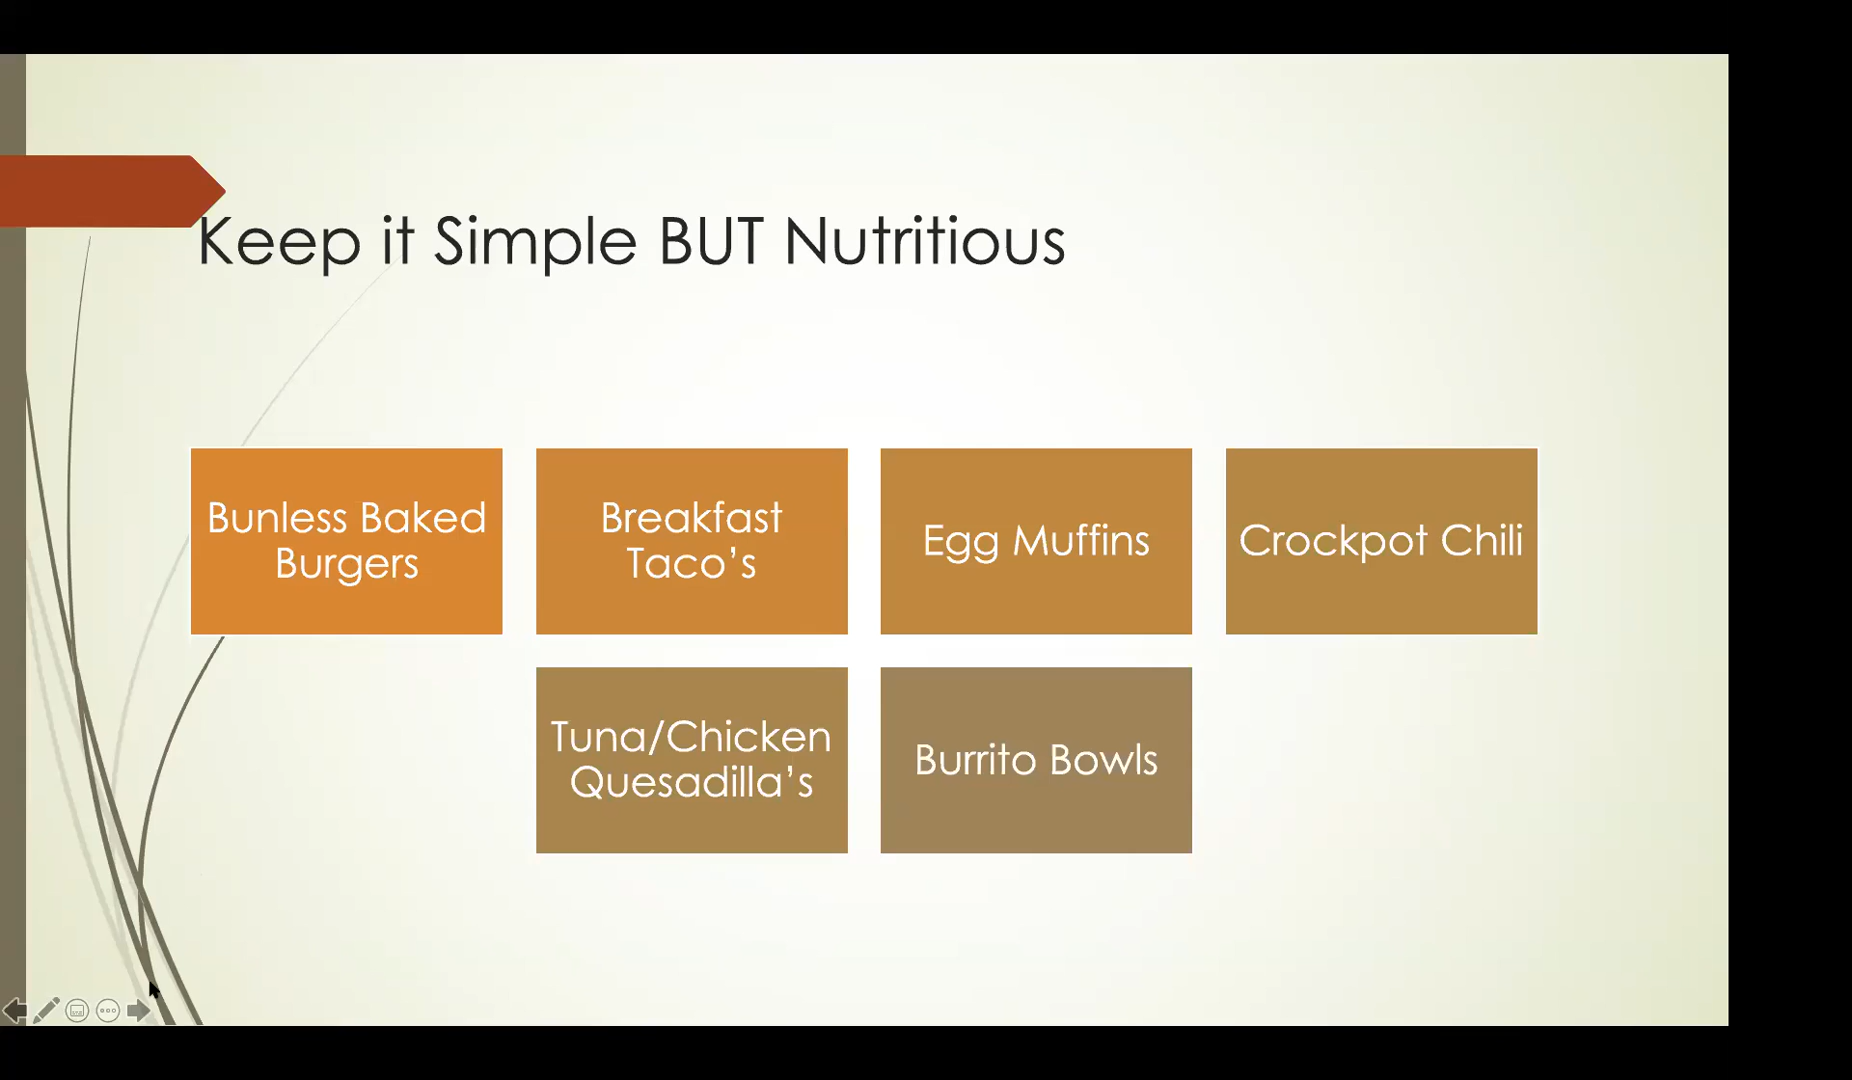 Keep it Simple BUT Nutritious
Bunless Baked
Burgers
Breakfast
Taco’s
Egg Muffins
Crockpot Chili
Tuna/Chicken
Quesadilla’s
Burrito Bowls